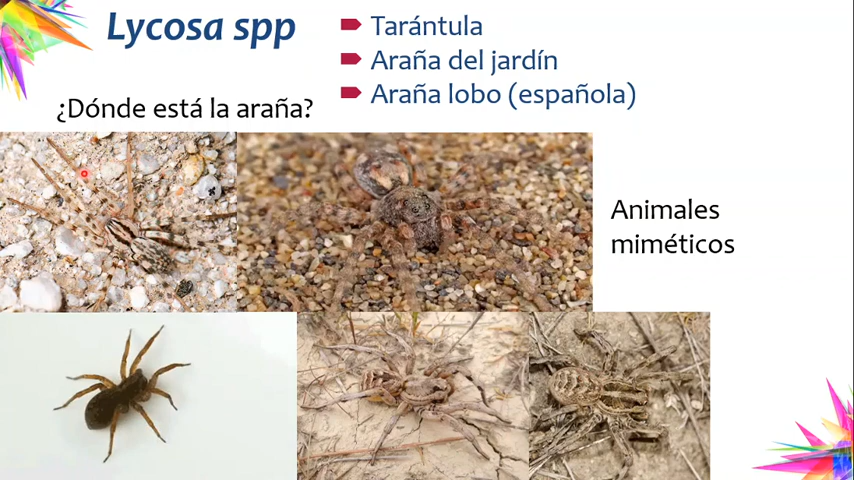 Lycosa spp
Tarántula
Araña del jardín
Araña lobo (española)
¿Dónde está la araña?
Animales
miméticos